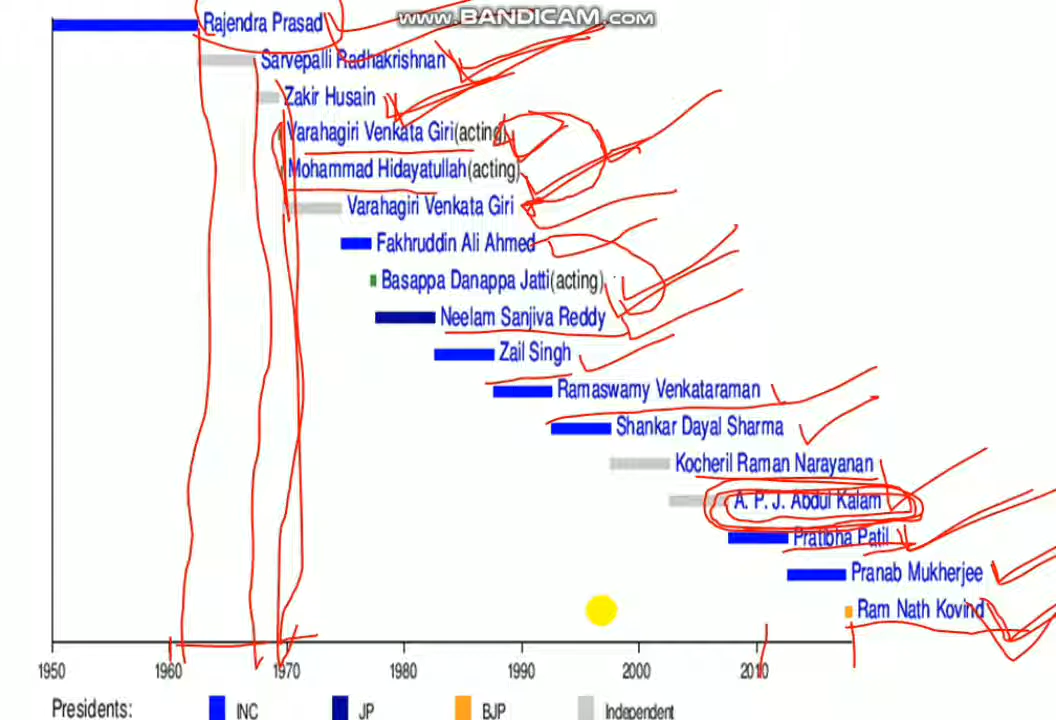 www.BANDICAM.com
Rajendra Prasad
Sarvepalli Radhakrishnan
Zakir Husain
Varahagiri Venkata Giri(acting)
Mohammad Hidayatullah(acting)
Varahagiri Venkata Giri
Fakhruddin Ali Ahmed
Basappa Danappa Jatti(acting)
Neelam Sanjiva Reddy
Zail Singh
Ramaswamy Venkataraman
Shankar Dayal Sharma
Kocheril Raman Narayanan
A. P. J. Abdul Kalam
Pratibha Patil
Pranab Mukherjee
Ram Nath Kovind
1950 1960 1970 1980 1990 2000 2010
Presidents: INC JP BJP Independent